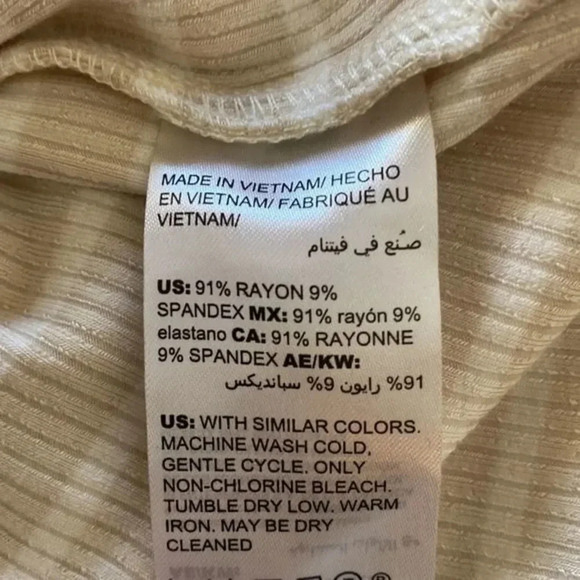 MADE IN VIETNAM/ HECHO
EN VIETNAM/ FABRIQUÉ AU
VIETNAM/
صُنع في فيتنام
US: 91% RAYON 9%
SPANDEX MX: 91% rayón 9%
elastano CA: 91% RAYONNE
9% SPANDEX AE/KW:
91% رايون 9% سبانديكس
US: WITH SIMILAR COLORS.
MACHINE WASH COLD,
GENTLE CYCLE. ONLY
NON-CHLORINE BLEACH.
TUMBLE DRY LOW. WARM
IRON. MAY BE DRY
CLEANED